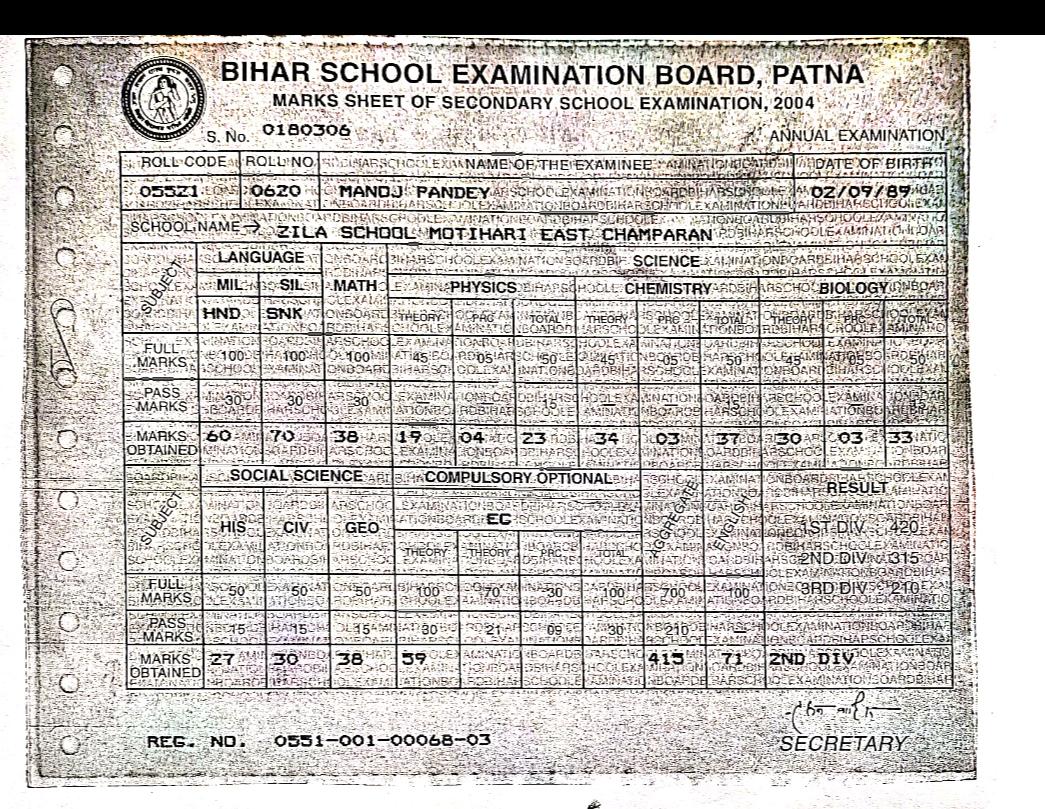 BIHAR SCHOOL EXAMINATION BOARD, PATNA
MARKS SHEET OF SECONDARY SCHOOL EXAMINATION, 2004
S. No. 0180306
ANNUAL EXAMINATION
ROLL CODE ROLL NO. NAME OF THE EXAMINEE DATE OF BIRTH
05521 0620 MANOJ PANDEY 02/09/89
SCHOOL NAME → ZILA SCHOOL MOTIHARI EAST CHAMPARAN
SUBJECT LANGUAGE SCIENCE
MIL SIL MATH PHYSICS CHEMISTRY BIOLOGY
HND SNK THEORY PRC TOTAL THEORY PRC TOTAL THEORY PRC TOTAL
FULL MARKS 100 100 100 45 05 50 45 05 50 45 05 50
PASS MARKS 30 30 30 15
MARKS OBTAINED 60 70 38 19 04 23 34 03 37 30 03 33
SUBJECT SOCIAL SCIENCE COMPULSORY OPTIONAL AGGREGATE ENGLISH RESULT
HIS CIV GEO EC 1ST DIV 420
THEORY THEORY PRC TOTAL 2ND DIV 315
FULL MARKS 50 50 50 100 70 30 100 700 100 3RD DIV 210
PASS MARKS 15 15 15 30 21 09 30 210 —
MARKS OBTAINED 27 30 38 59 415 71 2ND DIV
REG. NO. 0551-001-00068-03
SECRETARY